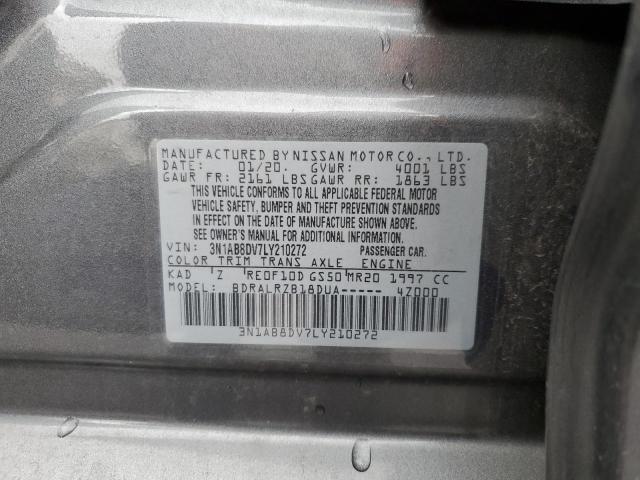 MANUFACTURED BY NISSAN MOTOR CO., LTD.
DATE: 01/20. GVWR: 4001 LBS
GAWR FR: 2161 LBS GAWR RR: 1863 LBS
THIS VEHICLE CONFORMS TO ALL APPLICABLE FEDERAL MOTOR
VEHICLE SAFETY, BUMPER AND THEFT PREVENTION STANDARDS
IN EFFECT ON THE DATE OF MANUFACTURE SHOWN ABOVE.
SEE OWNER'S MANUAL FOR ADDITIONAL INFORMATION.
VIN: 3N1AB8DV7LY210272 PASSENGER CAR.
COLOR TRIM TRANS AXLE ENGINE
KAD Z RE0F10D GS50 MR20 1997 CC
MODEL: BDRALRZB18DUA----- 4Z000
3N1AB8DV7LY210272